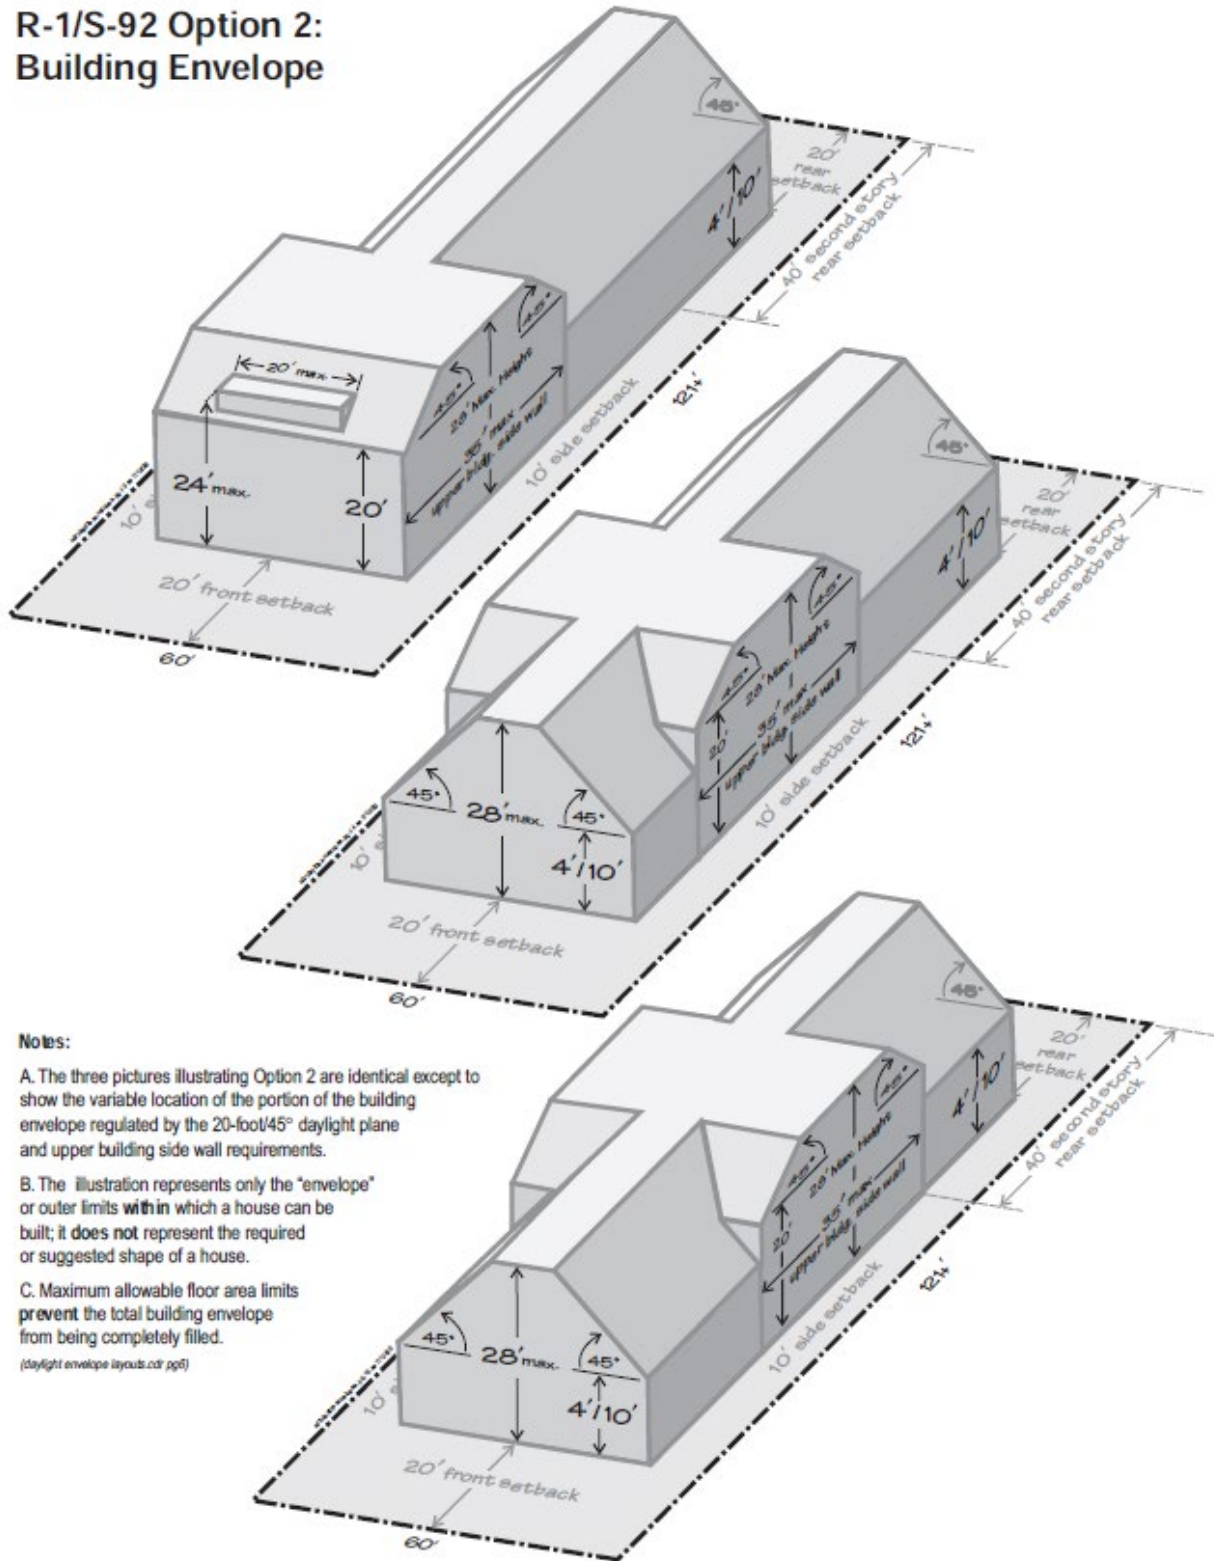 R-1/S-92 Option 2:
Building Envelope
45°
20'
rear
setback
4'/10'
40' second story
rear setback
45°
20' max.
45°
28' Max. Height
35' max
upper bldg. side wall
24' max.
20'
10' side setback
121+'
20' front setback
60'
45°
20'
rear
setback
4'/10'
40' second story
rear setback
45°
45°
28' Max. Height
20'
35' max
upper bldg. side wall
45°
28' max.
45°
4'/10'
10' side setback
121+'
20' front setback
60'
45°
20'
rear
setback
4'/10'
40' second story
rear setback
45°
45°
28' Max. Height
20'
35' max
upper bldg. side wall
45°
28' max.
45°
4'/10'
10' side setback
121+'
20' front setback
60'
Notes:
A. The three pictures illustrating Option 2 are identical except to
show the variable location of the portion of the building
envelope regulated by the 20-foot/45° daylight plane
and upper building side wall requirements.
B. The illustration represents only the “envelope”
or outer limits within which a house can be
built; it does not represent the required
or suggested shape of a house.
C. Maximum allowable floor area limits
prevent the total building envelope
from being completely filled.
(daylight envelope layouts.cdr pg6)